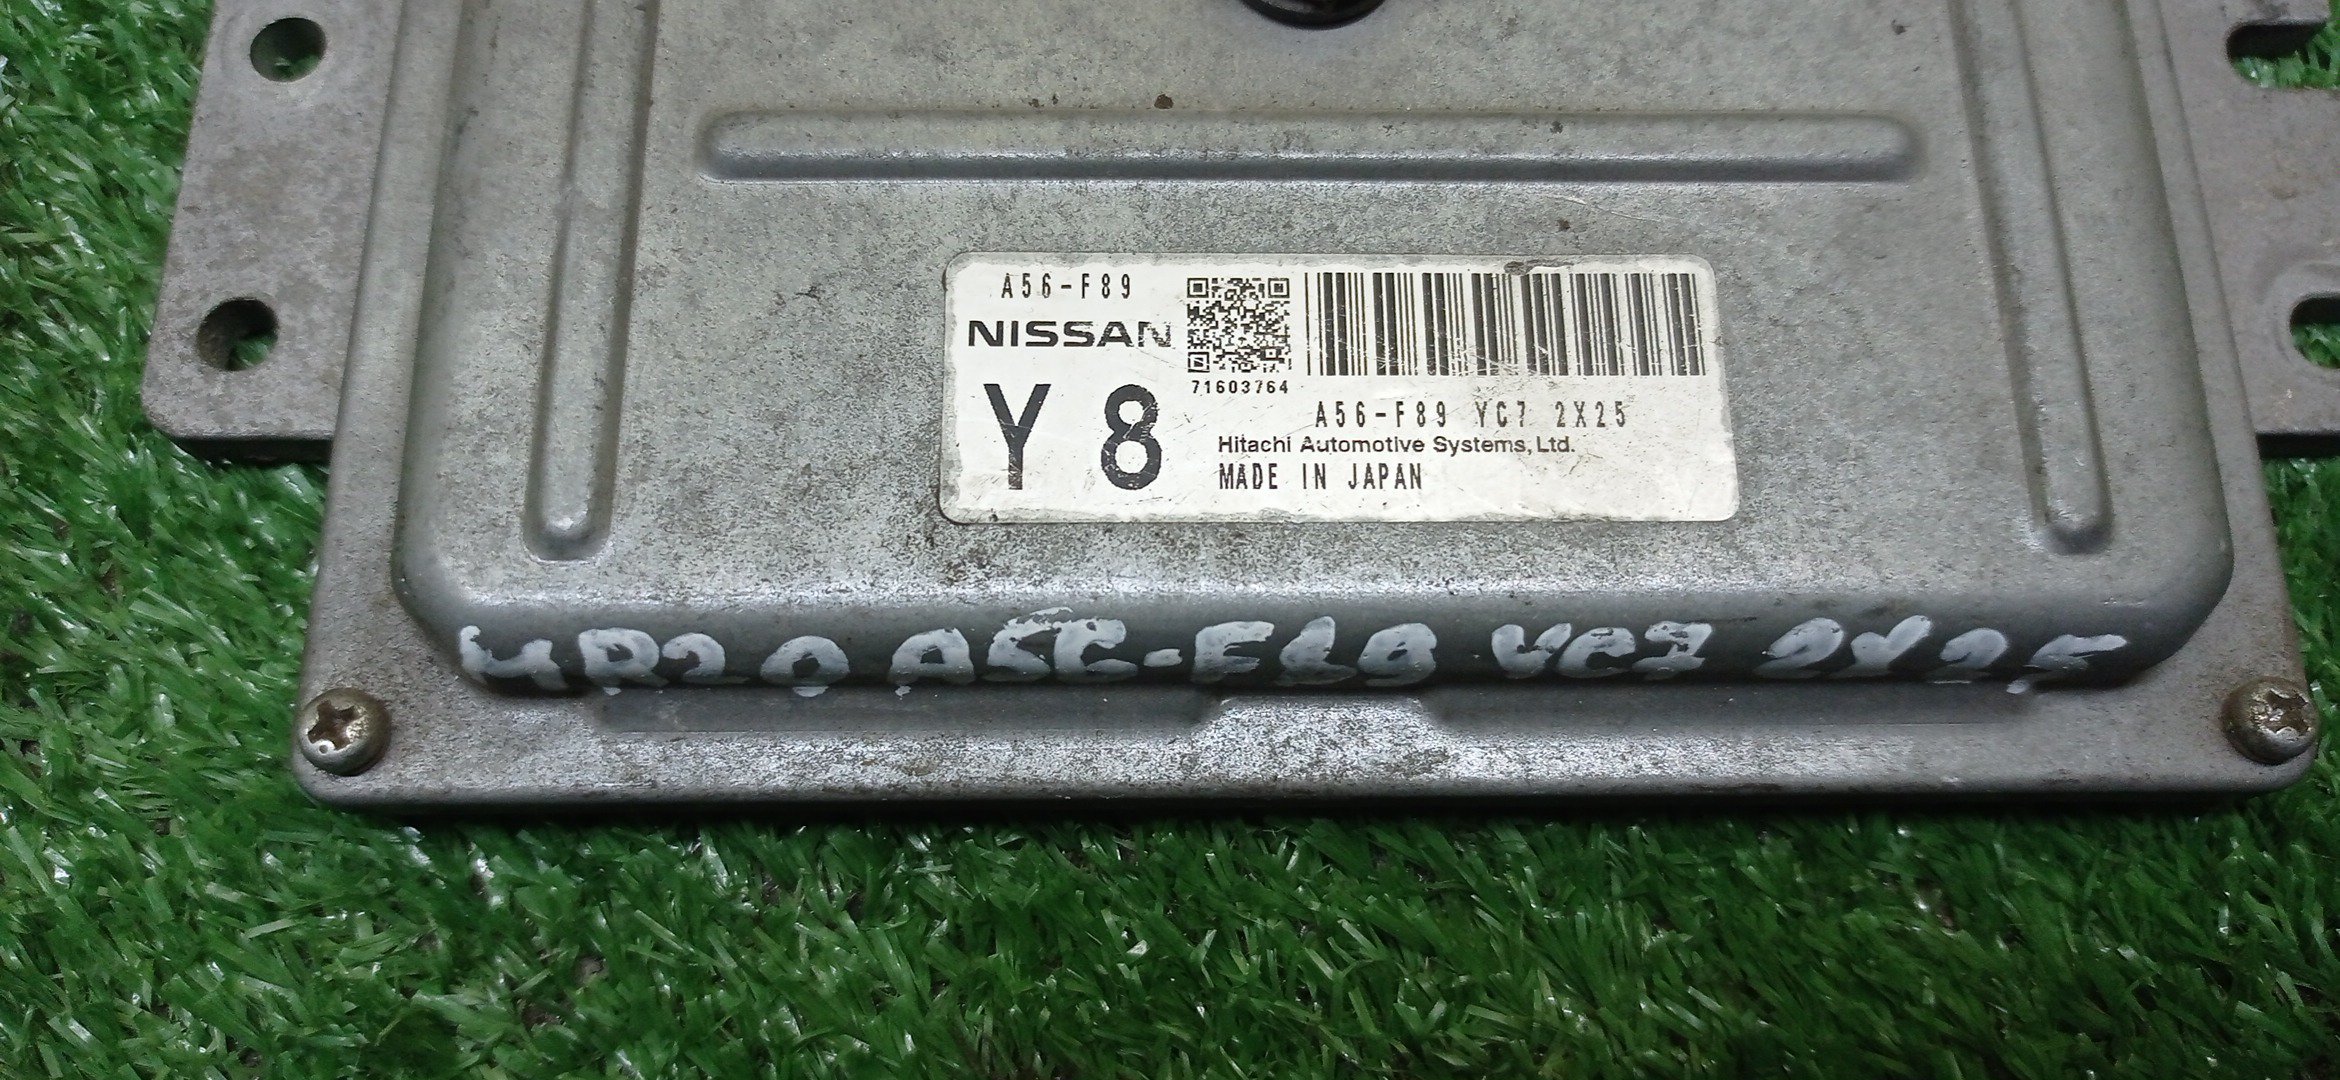 A56-F89
NISSAN
71603764
Y 8
A56-F89 YC7 2X25
Hitachi Automotive Systems, Ltd.
MADE IN JAPAN
MR20 A56-F89 YC7 2X25